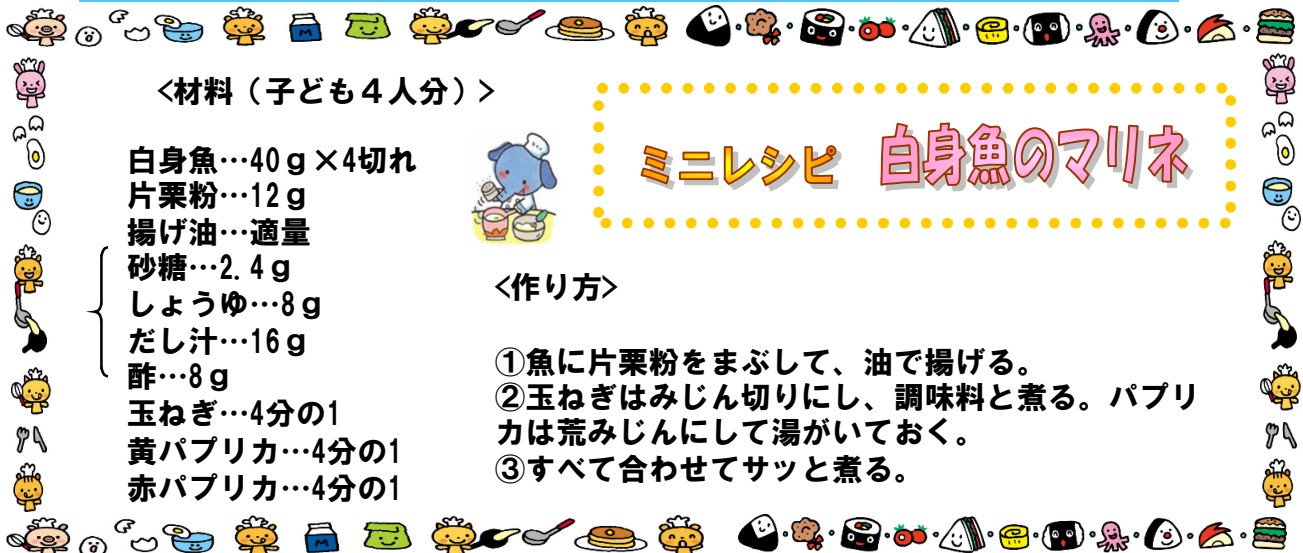 <材料（子ども４人分）>
白身魚…40ｇ×4切れ
片栗粉…12ｇ
揚げ油…適量
砂糖…2.4ｇ
しょうゆ…8ｇ
だし汁…16ｇ
酢…8ｇ
玉ねぎ…4分の1
黄パプリカ…4分の1
赤パプリカ…4分の1
ミニレシピ　白身魚のマリネ
<作り方>
①魚に片栗粉をまぶして、油で揚げる。
②玉ねぎはみじん切りにし、調味料と煮る。パプリ
カは荒みじんにして湯がいておく。
③すべて合わせてサッと煮る。